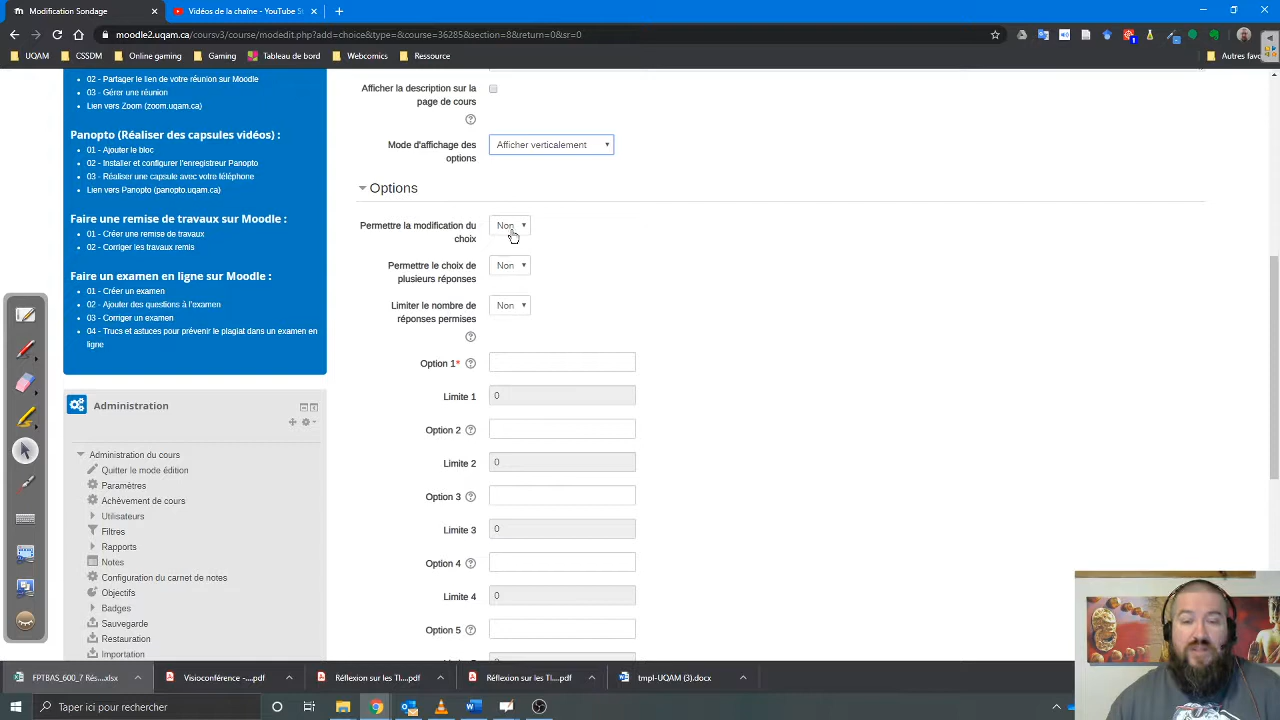 Modification Sondage
Vidéos de la chaîne - YouTube St
moodle2.uqam.ca/coursv3/course/modedit.php?add=choice&type=&course=36285&section=8&return=0&sr=0
UQAM
CSSDM
Online gaming
Gaming
Tableau de bord
Webcomics
Ressource
Autres favoris
02 - Partager le lien de votre réunion sur Moodle
03 - Gérer une réunion
Lien vers Zoom (zoom.uqam.ca)
Panopto (Réaliser des capsules vidéos) :
01 - Ajouter le bloc
02 - Installer et configurer l'enregistreur Panopto
03 - Réaliser une capsule avec votre téléphone
Lien vers Panopto (panopto.uqam.ca)
Faire une remise de travaux sur Moodle :
01 - Créer une remise de travaux
02 - Corriger les travaux remis
Faire un examen en ligne sur Moodle :
01 - Créer un examen
02 - Ajouter des questions à l'examen
03 - Corriger un examen
04 - Trucs et astuces pour prévenir le plagiat dans un examen en
ligne
Administration
Administration du cours
Quitter le mode édition
Paramètres
Achèvement de cours
Utilisateurs
Filtres
Rapports
Notes
Configuration du carnet de notes
Objectifs
Badges
Sauvegarde
Restauration
Importation
Afficher la description sur la
page de cours
Mode d'affichage des
options
Afficher verticalement
Options
Permettre la modification du
choix
Non
Permettre le choix de
plusieurs réponses
Non
Limiter le nombre de
réponses permises
Non
Option 1*
Limite 1
0
Option 2
Limite 2
0
Option 3
Limite 3
0
Option 4
Limite 4
0
Option 5
FPTBAS_600_7 Rés....xlsx
Visioconférence -....pdf
Réflexion sur les TI....pdf
Réflexion sur les TI....pdf
tmpl-UQAM (3).docx
Taper ici pour rechercher